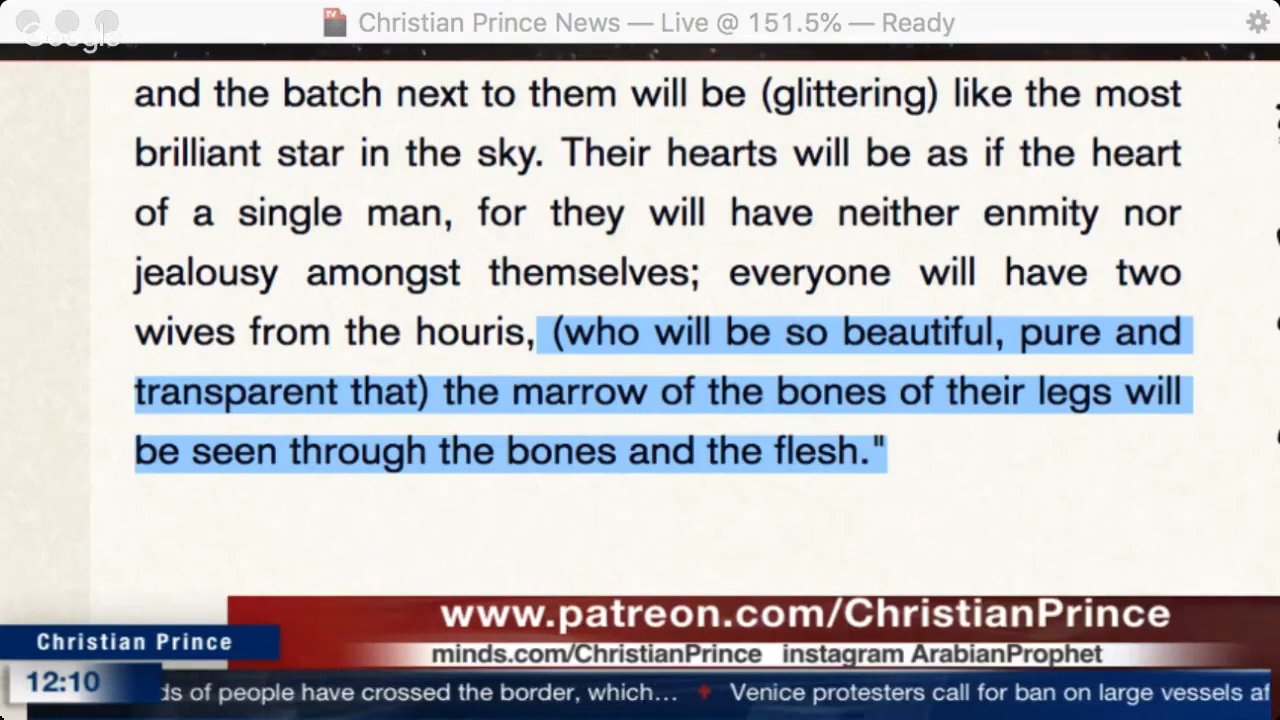 Christian Prince News — Live @ 151.5% — Ready
Google
TV
and the batch next to them will be (glittering) like the most
brilliant star in the sky. Their hearts will be as if the heart
of a single man, for they will have neither enmity nor
jealousy amongst themselves; everyone will have two
wives from the houris, (who will be so beautiful, pure and
transparent that) the marrow of the bones of their legs will
be seen through the bones and the flesh."
www.patreon.com/ChristianPrince
Christian Prince
minds.com/ChristianPrince instagram ArabianProphet
12:10
ds of people have crossed the border, which... + Venice protesters call for ban on large vessels af